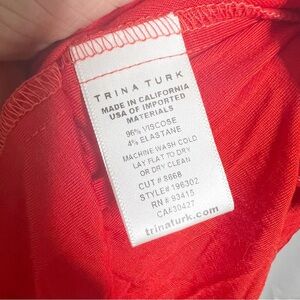 TRINA TURK
MADE IN CALIFORNIA
USA OF IMPORTED
MATERIALS
96% VISCOSE
4% ELASTANE
MACHINE WASH COLD
LAY FLAT TO DRY
OR DRY CLEAN
CUT # 8668
STYLE# 196302
RN # 93415
CA# 30427
trinaturk.com